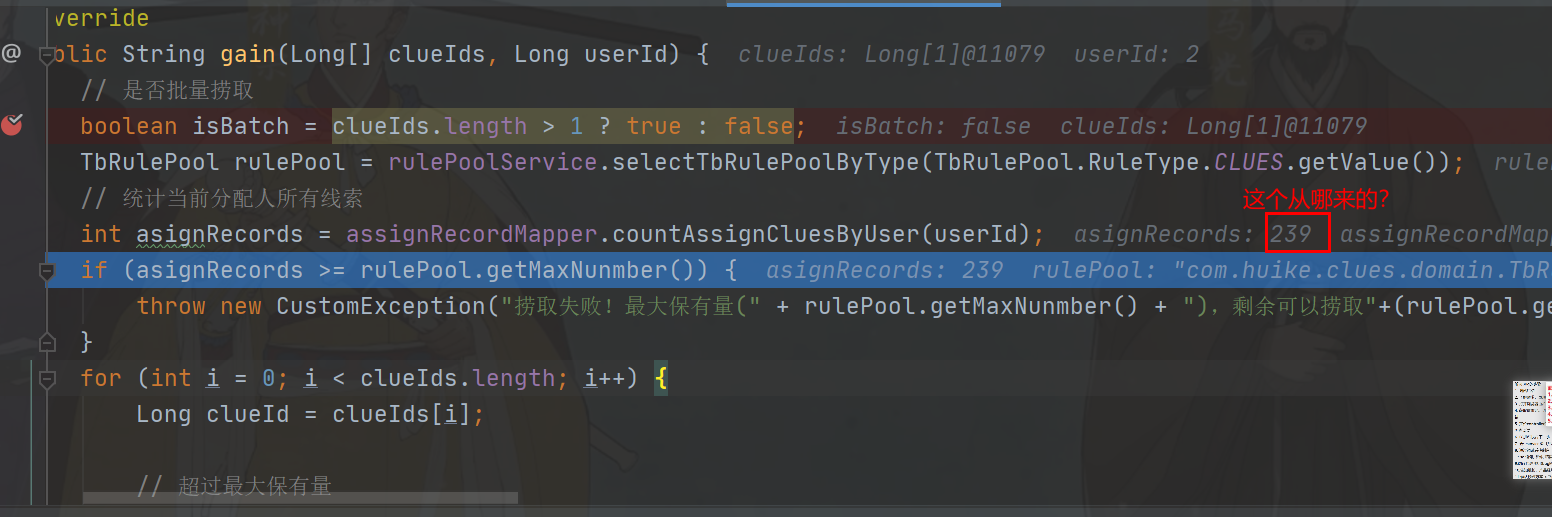 verride
@ blic String gain(Long[] clueIds, Long userId) {  clueIds: Long[1]@11079  userId: 2
// 是否批量捞取
boolean isBatch = clueIds.length > 1 ? true : false;  isBatch: false  clueIds: Long[1]@11079
TbRulePool rulePool = rulePoolService.selectTbRulePoolByType(TbRulePool.RuleType.CLUES.getValue());  rule
// 统计当前分配人所有线索
这个从哪来的？
int asignRecords = assignRecordMapper.countAssignCluesByUser(userId);  asignRecords: 239  assignRecordMapp
if (asignRecords >= rulePool.getMaxNunmber()) {  asignRecords: 239  rulePool: "com.huike.clues.domain.TbR
throw new CustomException("捞取失败！最大保有量(" + rulePool.getMaxNunmber() + ")，剩余可以捞取"+(rulePool.ge
}
for (int i = 0; i < clueIds.length; i++) {
Long clueId = clueIds[i];
// 超过最大保有量